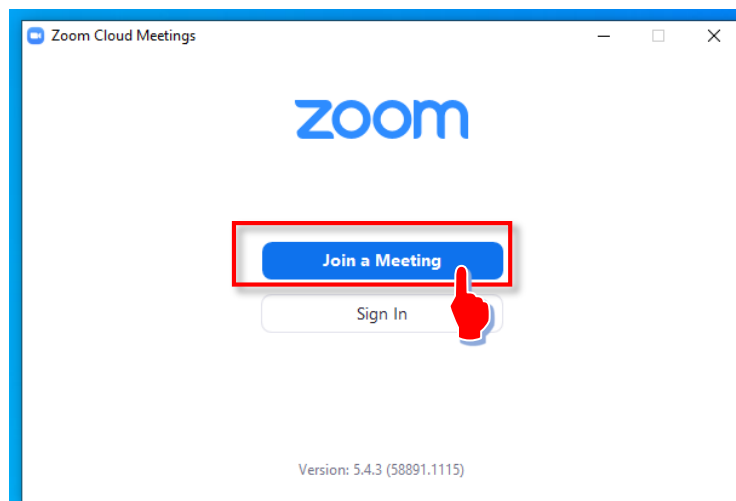 Zoom Cloud Meetings
zoom
Join a Meeting
Sign In
Version: 5.4.3 (58891.1115)